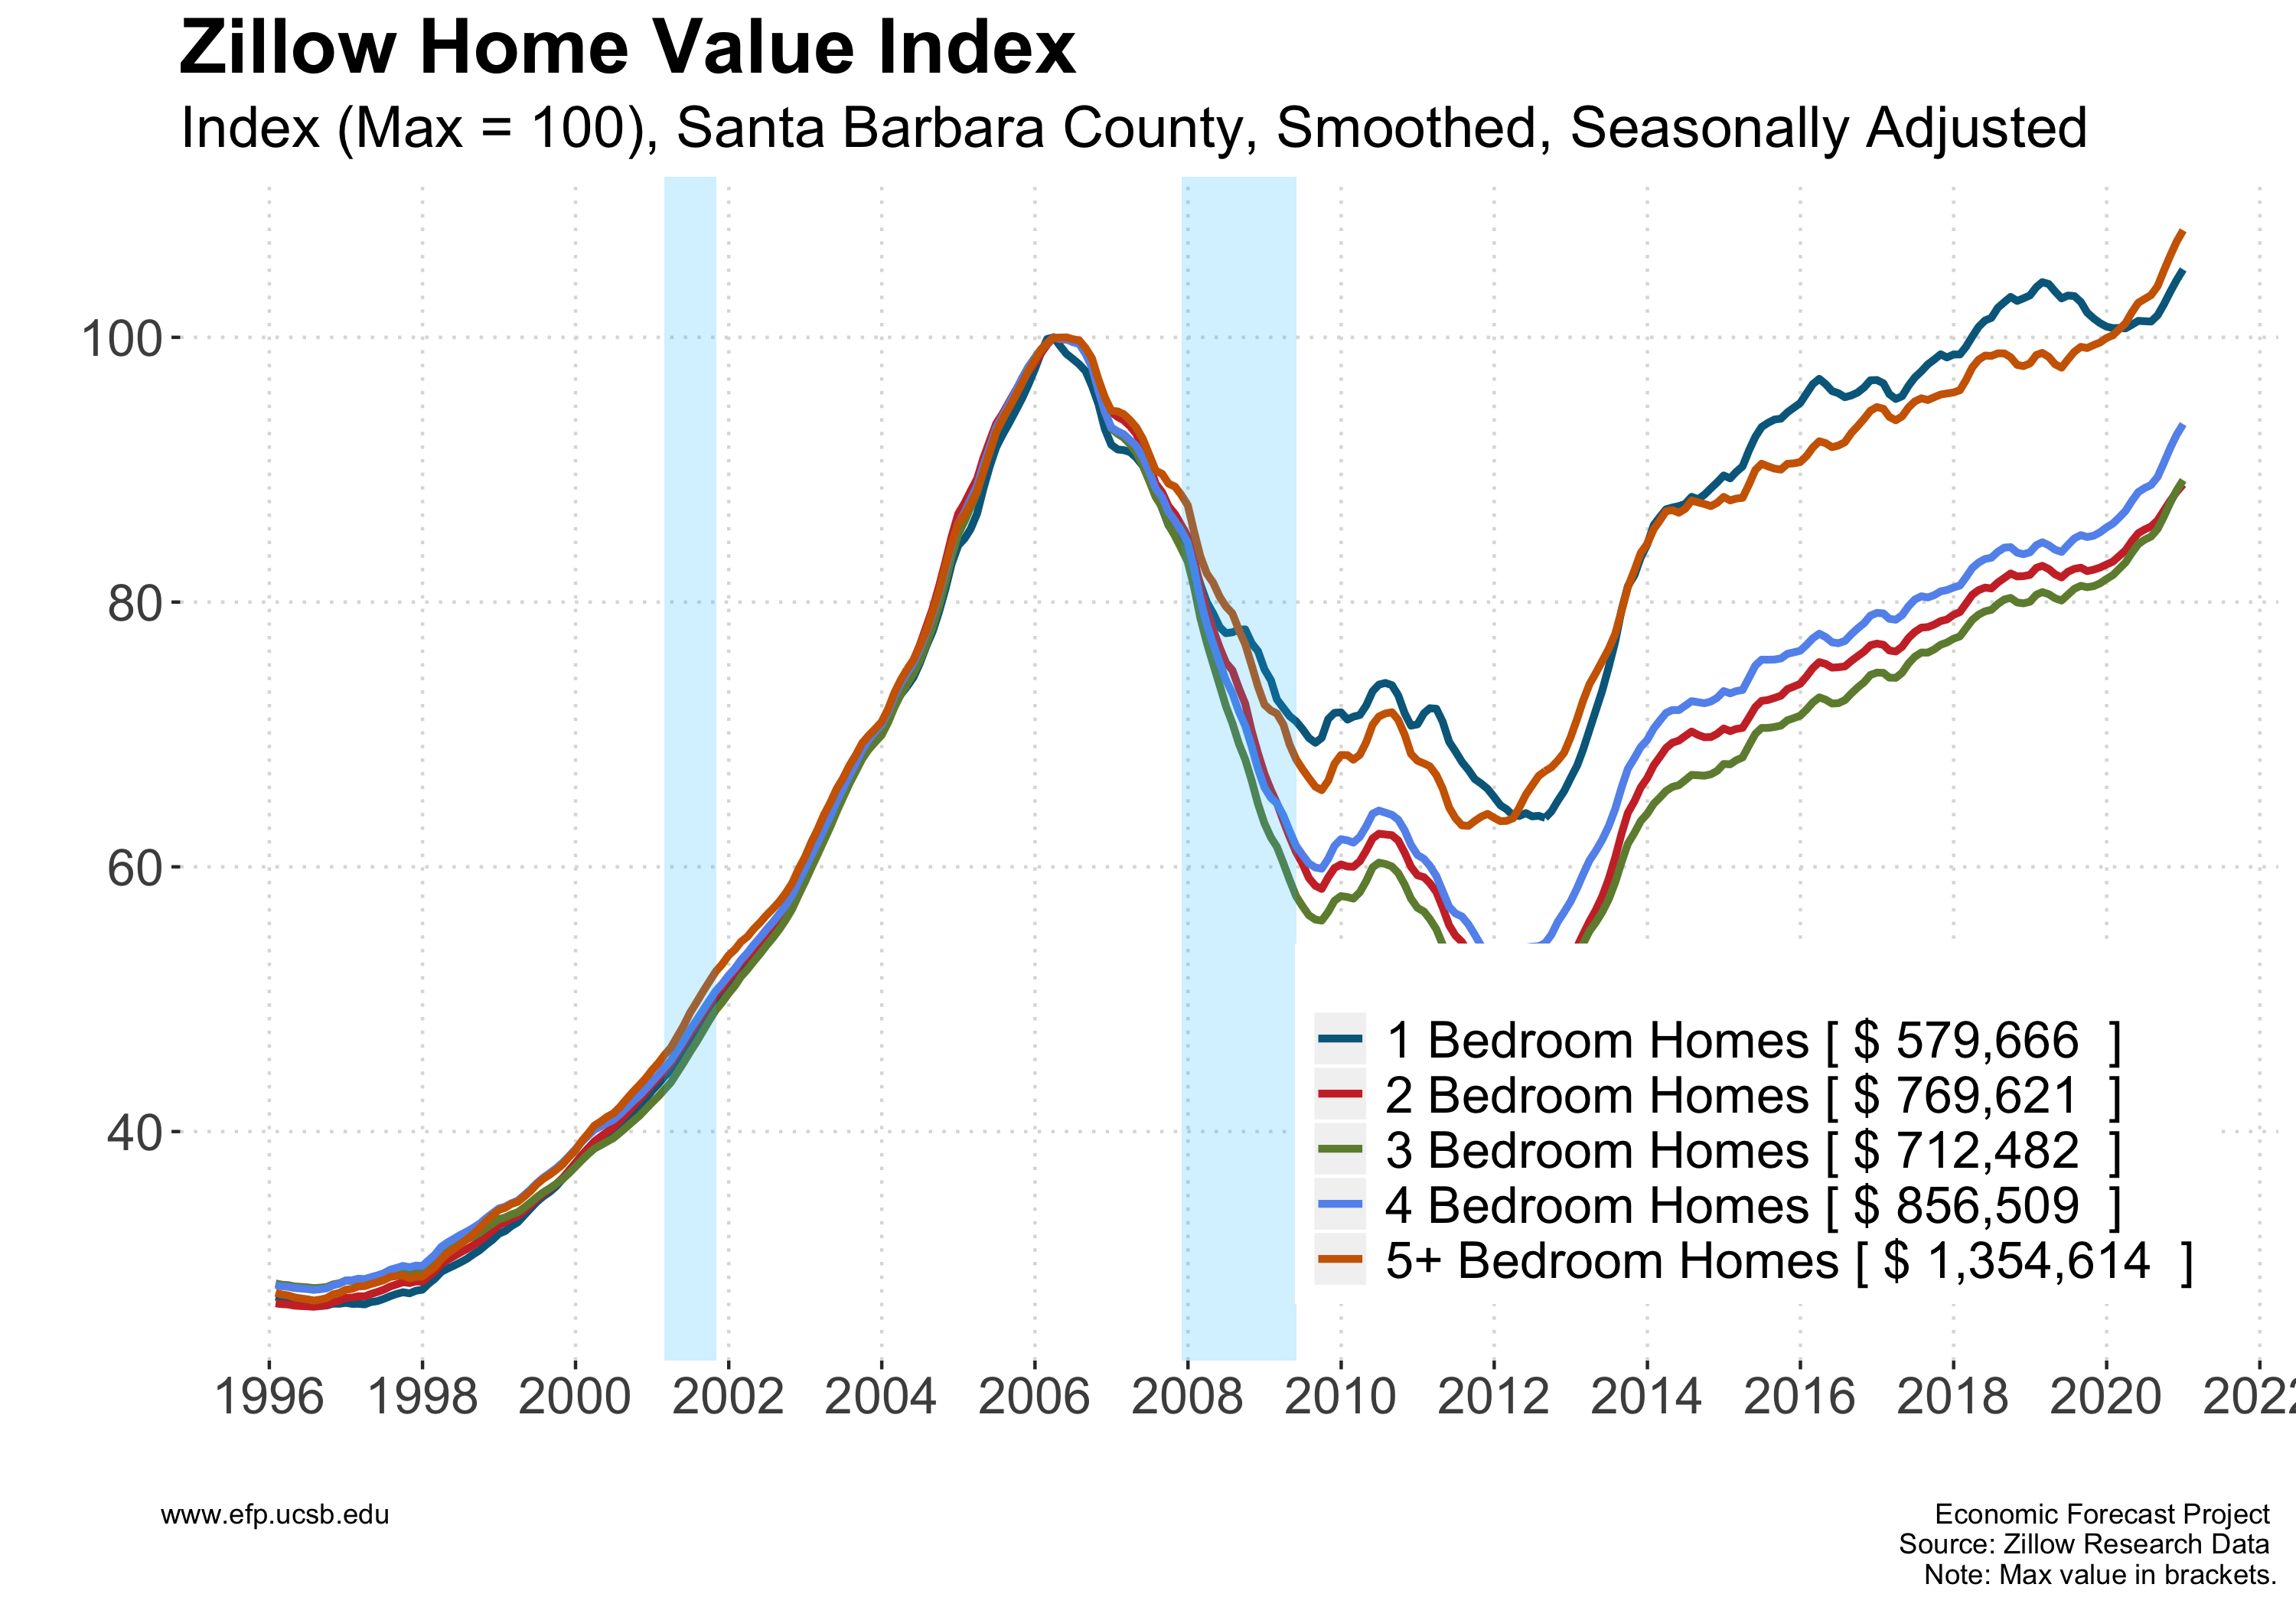 Zillow Home Value Index
Index (Max = 100), Santa Barbara County, Smoothed, Seasonally Adjusted
100
80
60
40
1 Bedroom Homes [ $ 579,666 ]
2 Bedroom Homes [ $ 769,621 ]
3 Bedroom Homes [ $ 712,482 ]
4 Bedroom Homes [ $ 856,509 ]
5+ Bedroom Homes [ $ 1,354,614 ]
1996 1998 2000 2002 2004 2006 2008 2010 2012 2014 2016 2018 2020 2022
www.efp.ucsb.edu
Economic Forecast Project
Source: Zillow Research Data
Note: Max value in brackets.